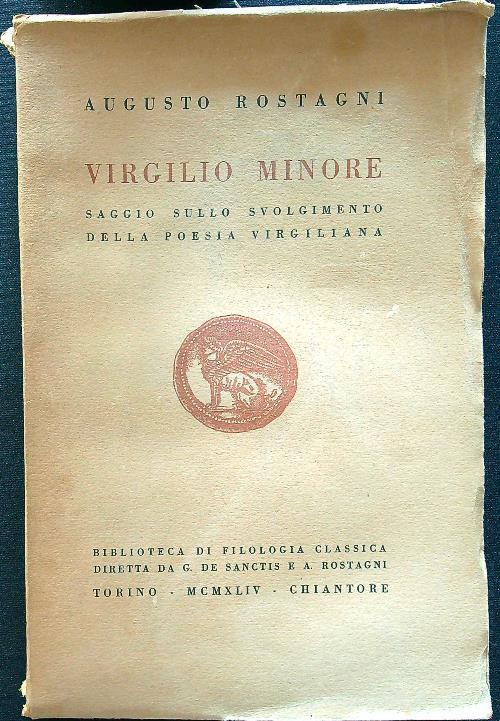 AUGUSTO ROSTAGNI
VIRGILIO MINORE
SAGGIO SULLO SVOLGIMENTO
DELLA POESIA VIRGILIANA
BIBLIOTECA DI FILOLOGIA CLASSICA
DIRETTA DA G. DE SANCTIS E A. ROSTAGNI
TORINO - MCMXLIV - CHIANTORE